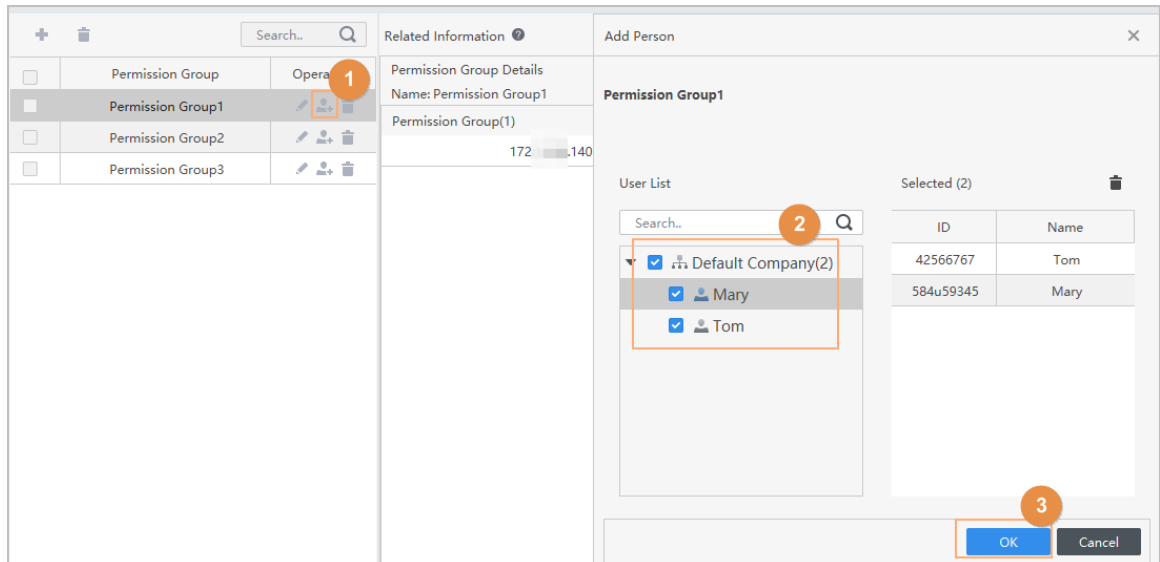 Search..
Related Information
Add Person
Permission Group
Opera
1
Permission Group Details
Name: Permission Group1
Permission Group1
Permission Group1
Permission Group(1)
Permission Group2
172
.140
Permission Group3
User List
Selected (2)
Search..
2
ID
Name
Default Company(2)
42566767
Tom
Mary
584u59345
Mary
Tom
3
OK
Cancel